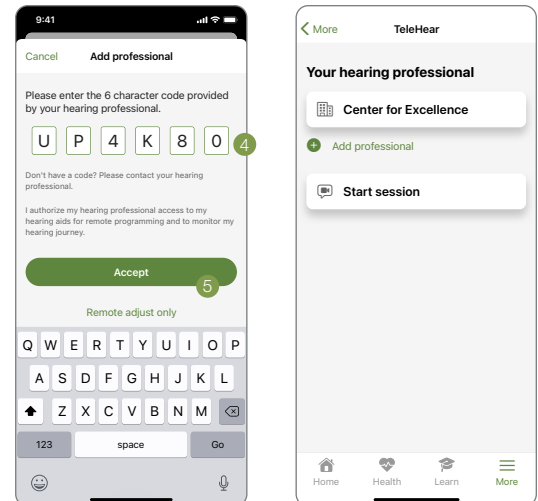 9:41
Cancel Add professional
Please enter the 6 character code provided
by your hearing professional.
U P 4 K 8 0
4
Don't have a code? Please contact your hearing
professional.
I authorize my hearing professional access to my
hearing aids for remote programming and to monitor my
hearing journey.
Accept
5
Remote adjust only
Q W E R T Y U I O P
A S D F G H J K L
Z X C V B N M
123 space Go
More TeleHear
Your hearing professional
Center for Excellence
Add professional
Start session
Home Health Learn More